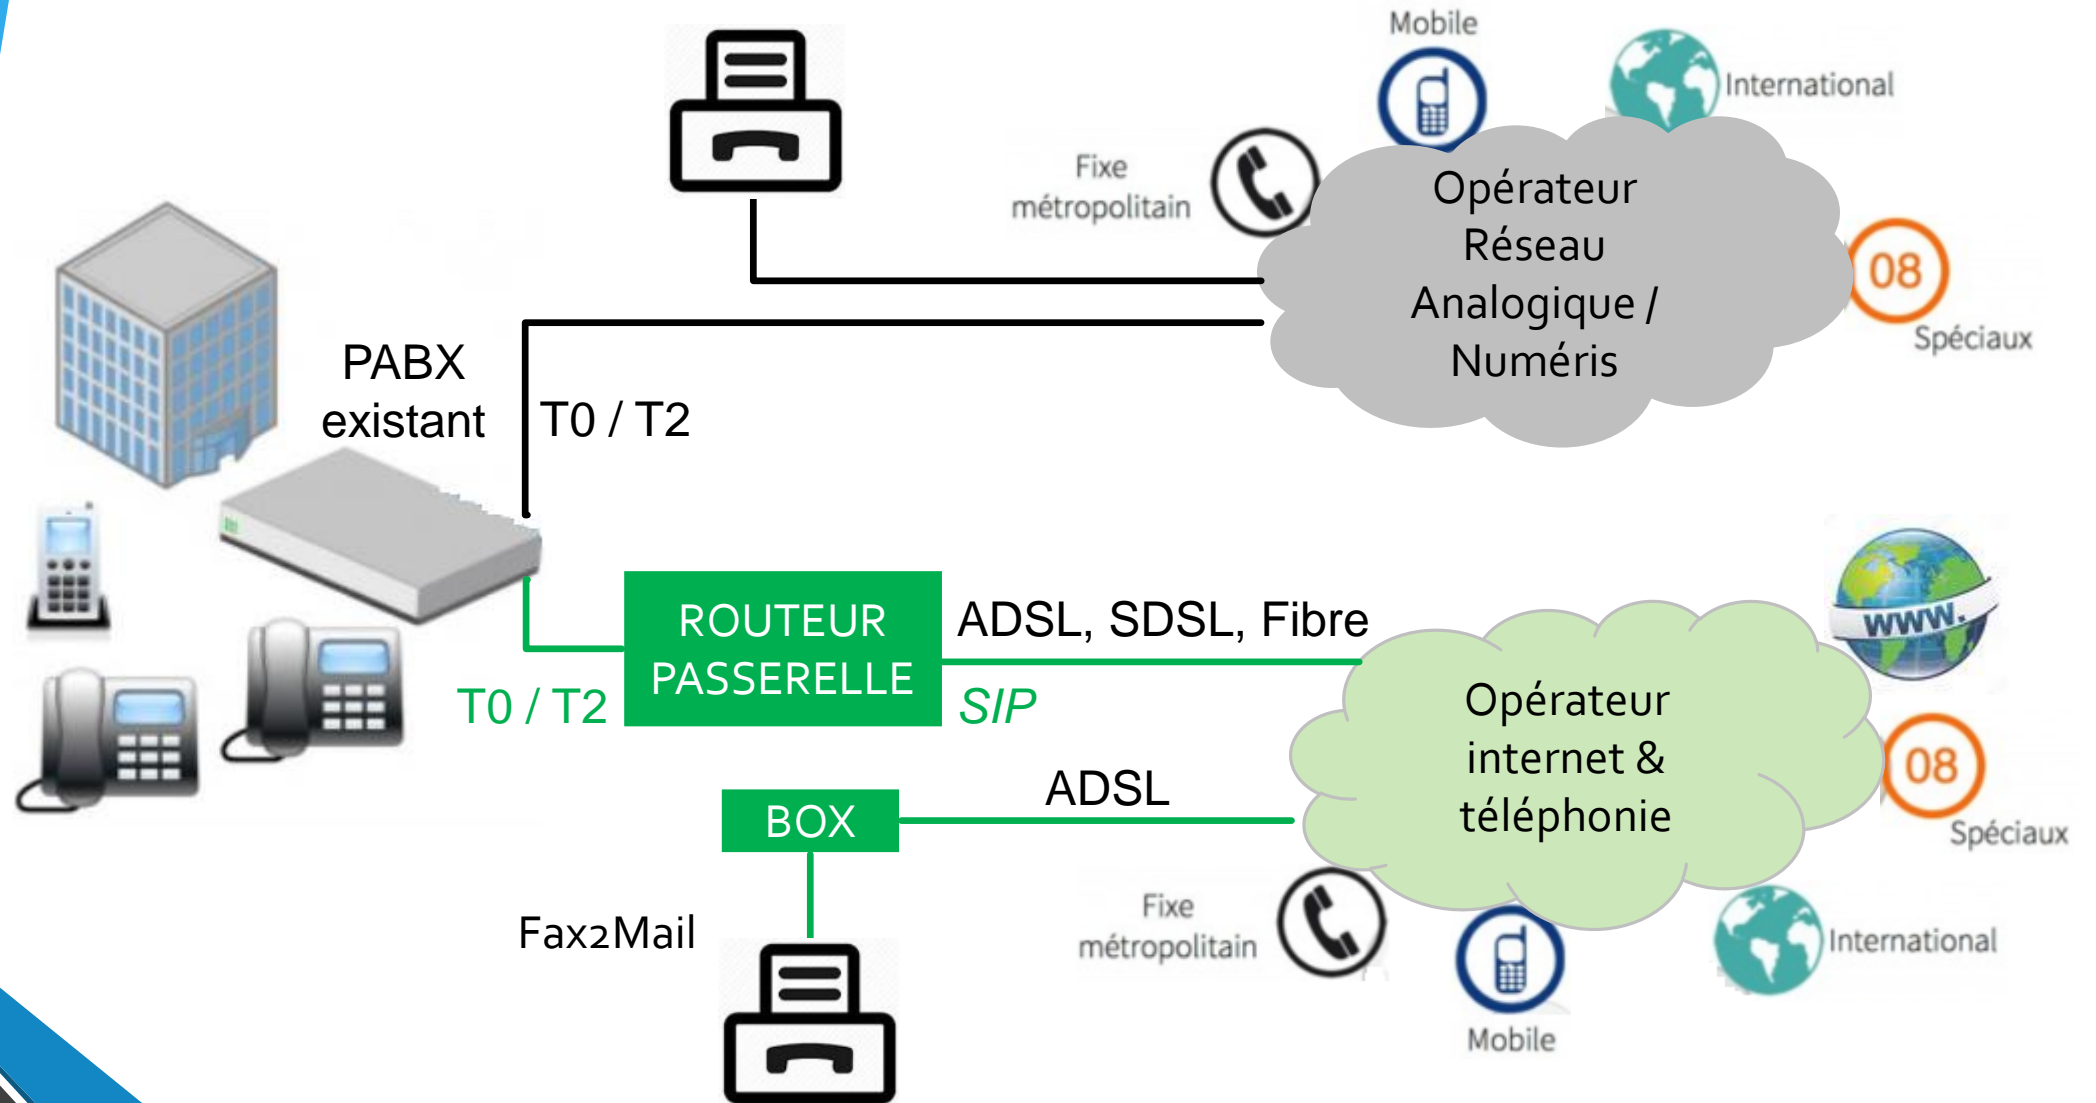 Mobile
International
Fixe
métropolitain
Opérateur
Réseau
Analogique /
Numéris
08
Spéciaux
PABX
existant
T0 / T2
ROUTEUR
PASSERELLE
T0 / T2
ADSL, SDSL, Fibre
SIP
www.
Opérateur
internet &
téléphonie
08
Spéciaux
BOX
ADSL
Fax2Mail
Fixe
métropolitain
International
Mobile